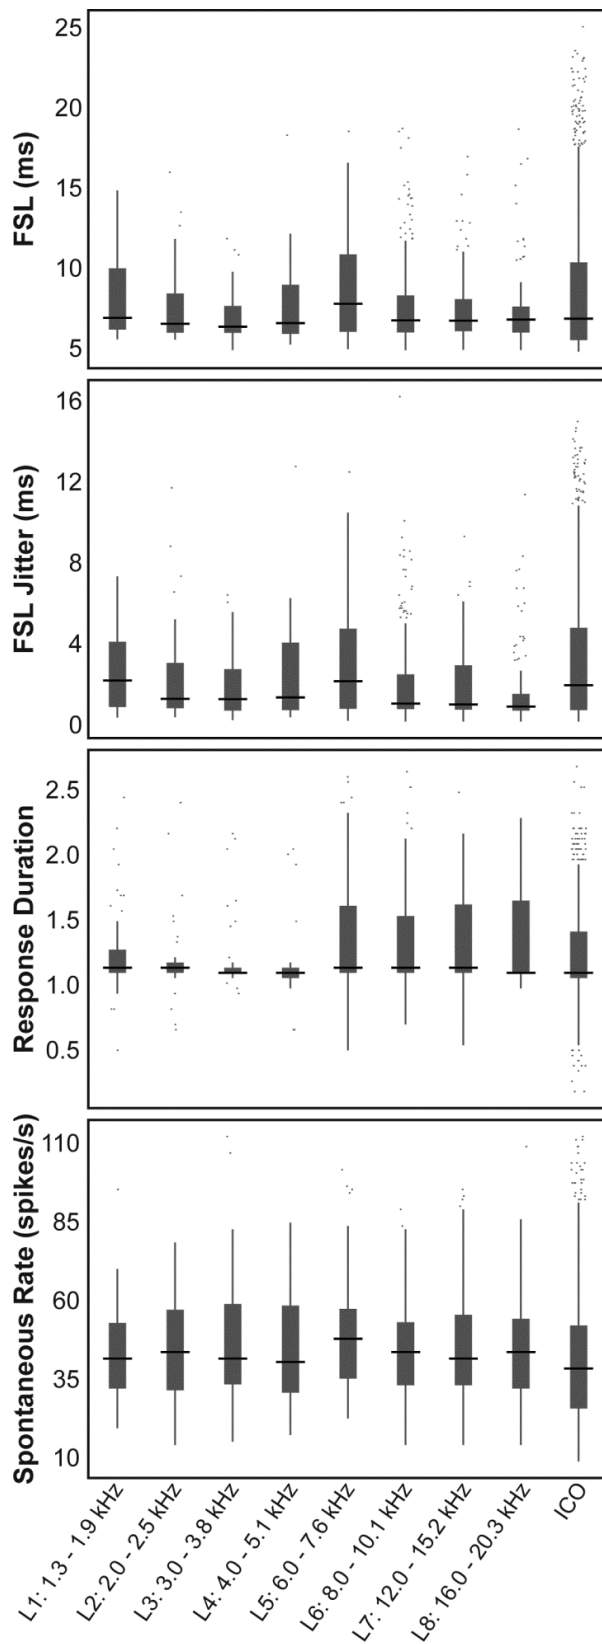 FSL (ms)
25
20
15
10
5
FSL Jitter (ms)
16
12
8
4
0
Response Duration
2.5
2.0
1.5
1.0
0.5
Spontaneous Rate (spikes/s)
110
85
60
35
10
L1: 1.3 - 1.9 kHz
L2: 2.0 - 2.5 kHz
L3: 3.0 - 3.8 kHz
L4: 4.0 - 5.1 kHz
L5: 6.0 - 7.6 kHz
L6: 8.0 - 10.1 kHz
L7: 12.0 - 15.2 kHz
L8: 16.0 - 20.3 kHz
ICO